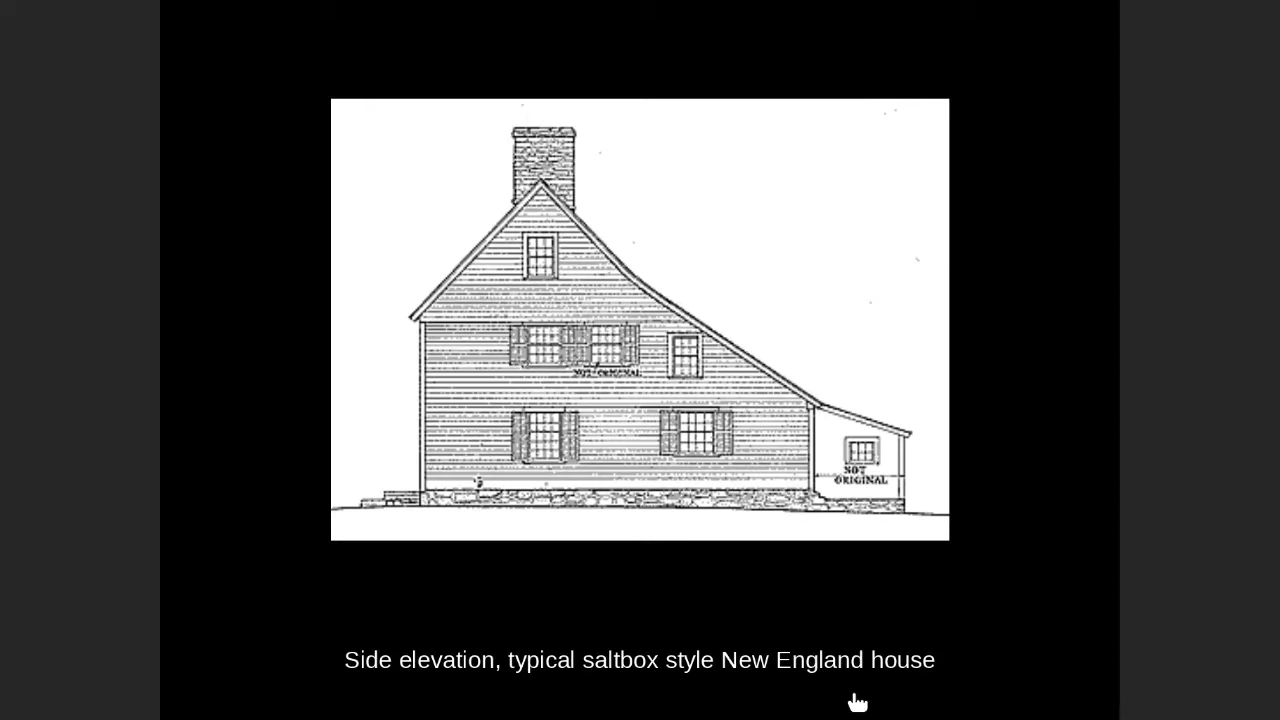 NOT ORIGINAL
NOT
ORIGINAL
Side elevation, typical saltbox style New England house